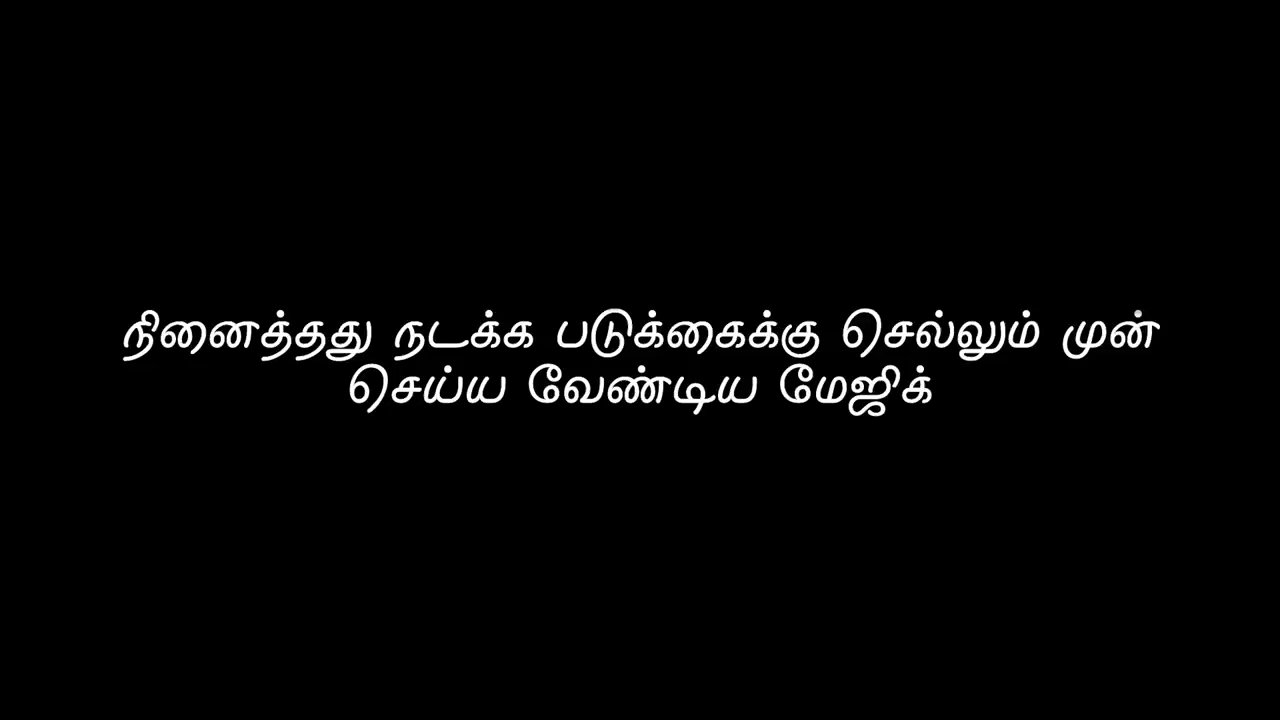 நினைத்தது நடக்க படுக்கைக்கு செல்லும் முன்
செய்ய வேண்டிய மேஜிக்